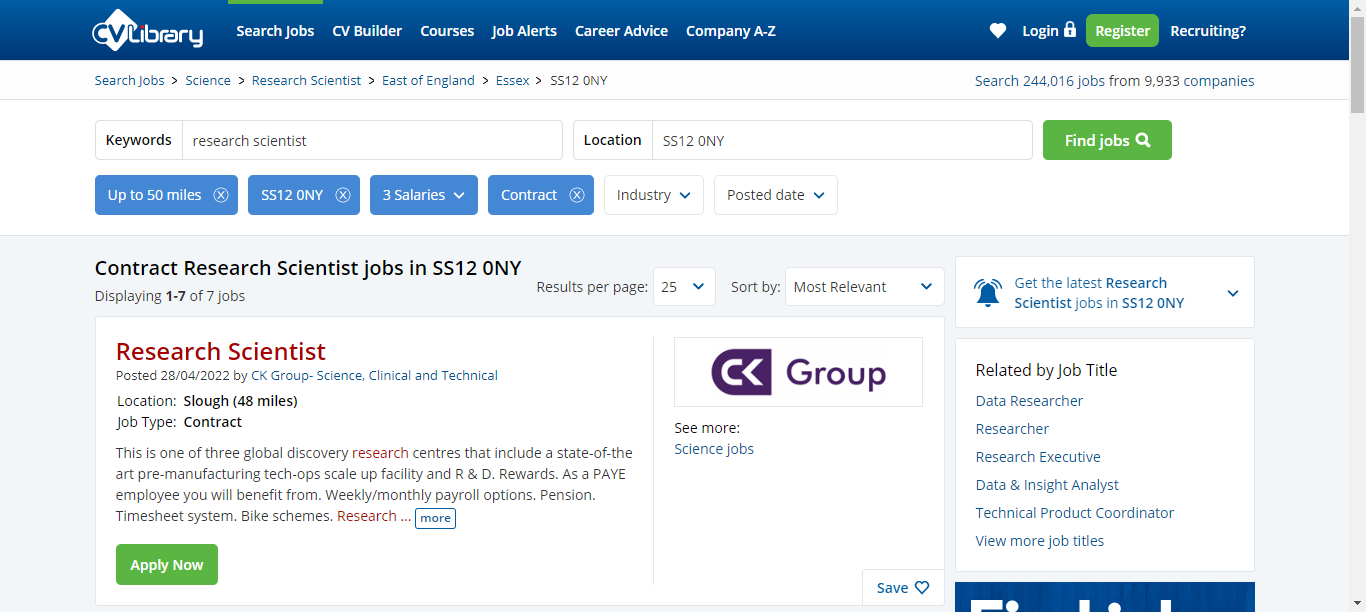 CVLibrary
Search Jobs CV Builder Courses Job Alerts Career Advice Company A-Z Login Register Recruiting?
Search Jobs > Science > Research Scientist > East of England > Essex > SS12 0NY
Search 244,016 jobs from 9,933 companies
Keywords research scientist Location SS12 0NY Find jobs
Up to 50 miles SS12 0NY 3 Salaries Contract Industry Posted date
Contract Research Scientist jobs in SS12 0NY
Displaying 1-7 of 7 jobs
Results per page: 25 Sort by: Most Relevant
Research Scientist
Posted 28/04/2022 by CK Group- Science, Clinical and Technical
Location: Slough (48 miles)
Job Type: Contract
This is one of three global discovery research centres that include a state-of-the
art pre-manufacturing tech-ops scale up facility and R & D. Rewards. As a PAYE
employee you will benefit from. Weekly/monthly payroll options. Pension.
Timesheet system. Bike schemes. Research ... more
Apply Now
CK Group
See more:
Science jobs
Save
Get the latest Research
Scientist jobs in SS12 0NY
Related by Job Title
Data Researcher
Researcher
Research Executive
Data & Insight Analyst
Technical Product Coordinator
View more job titles